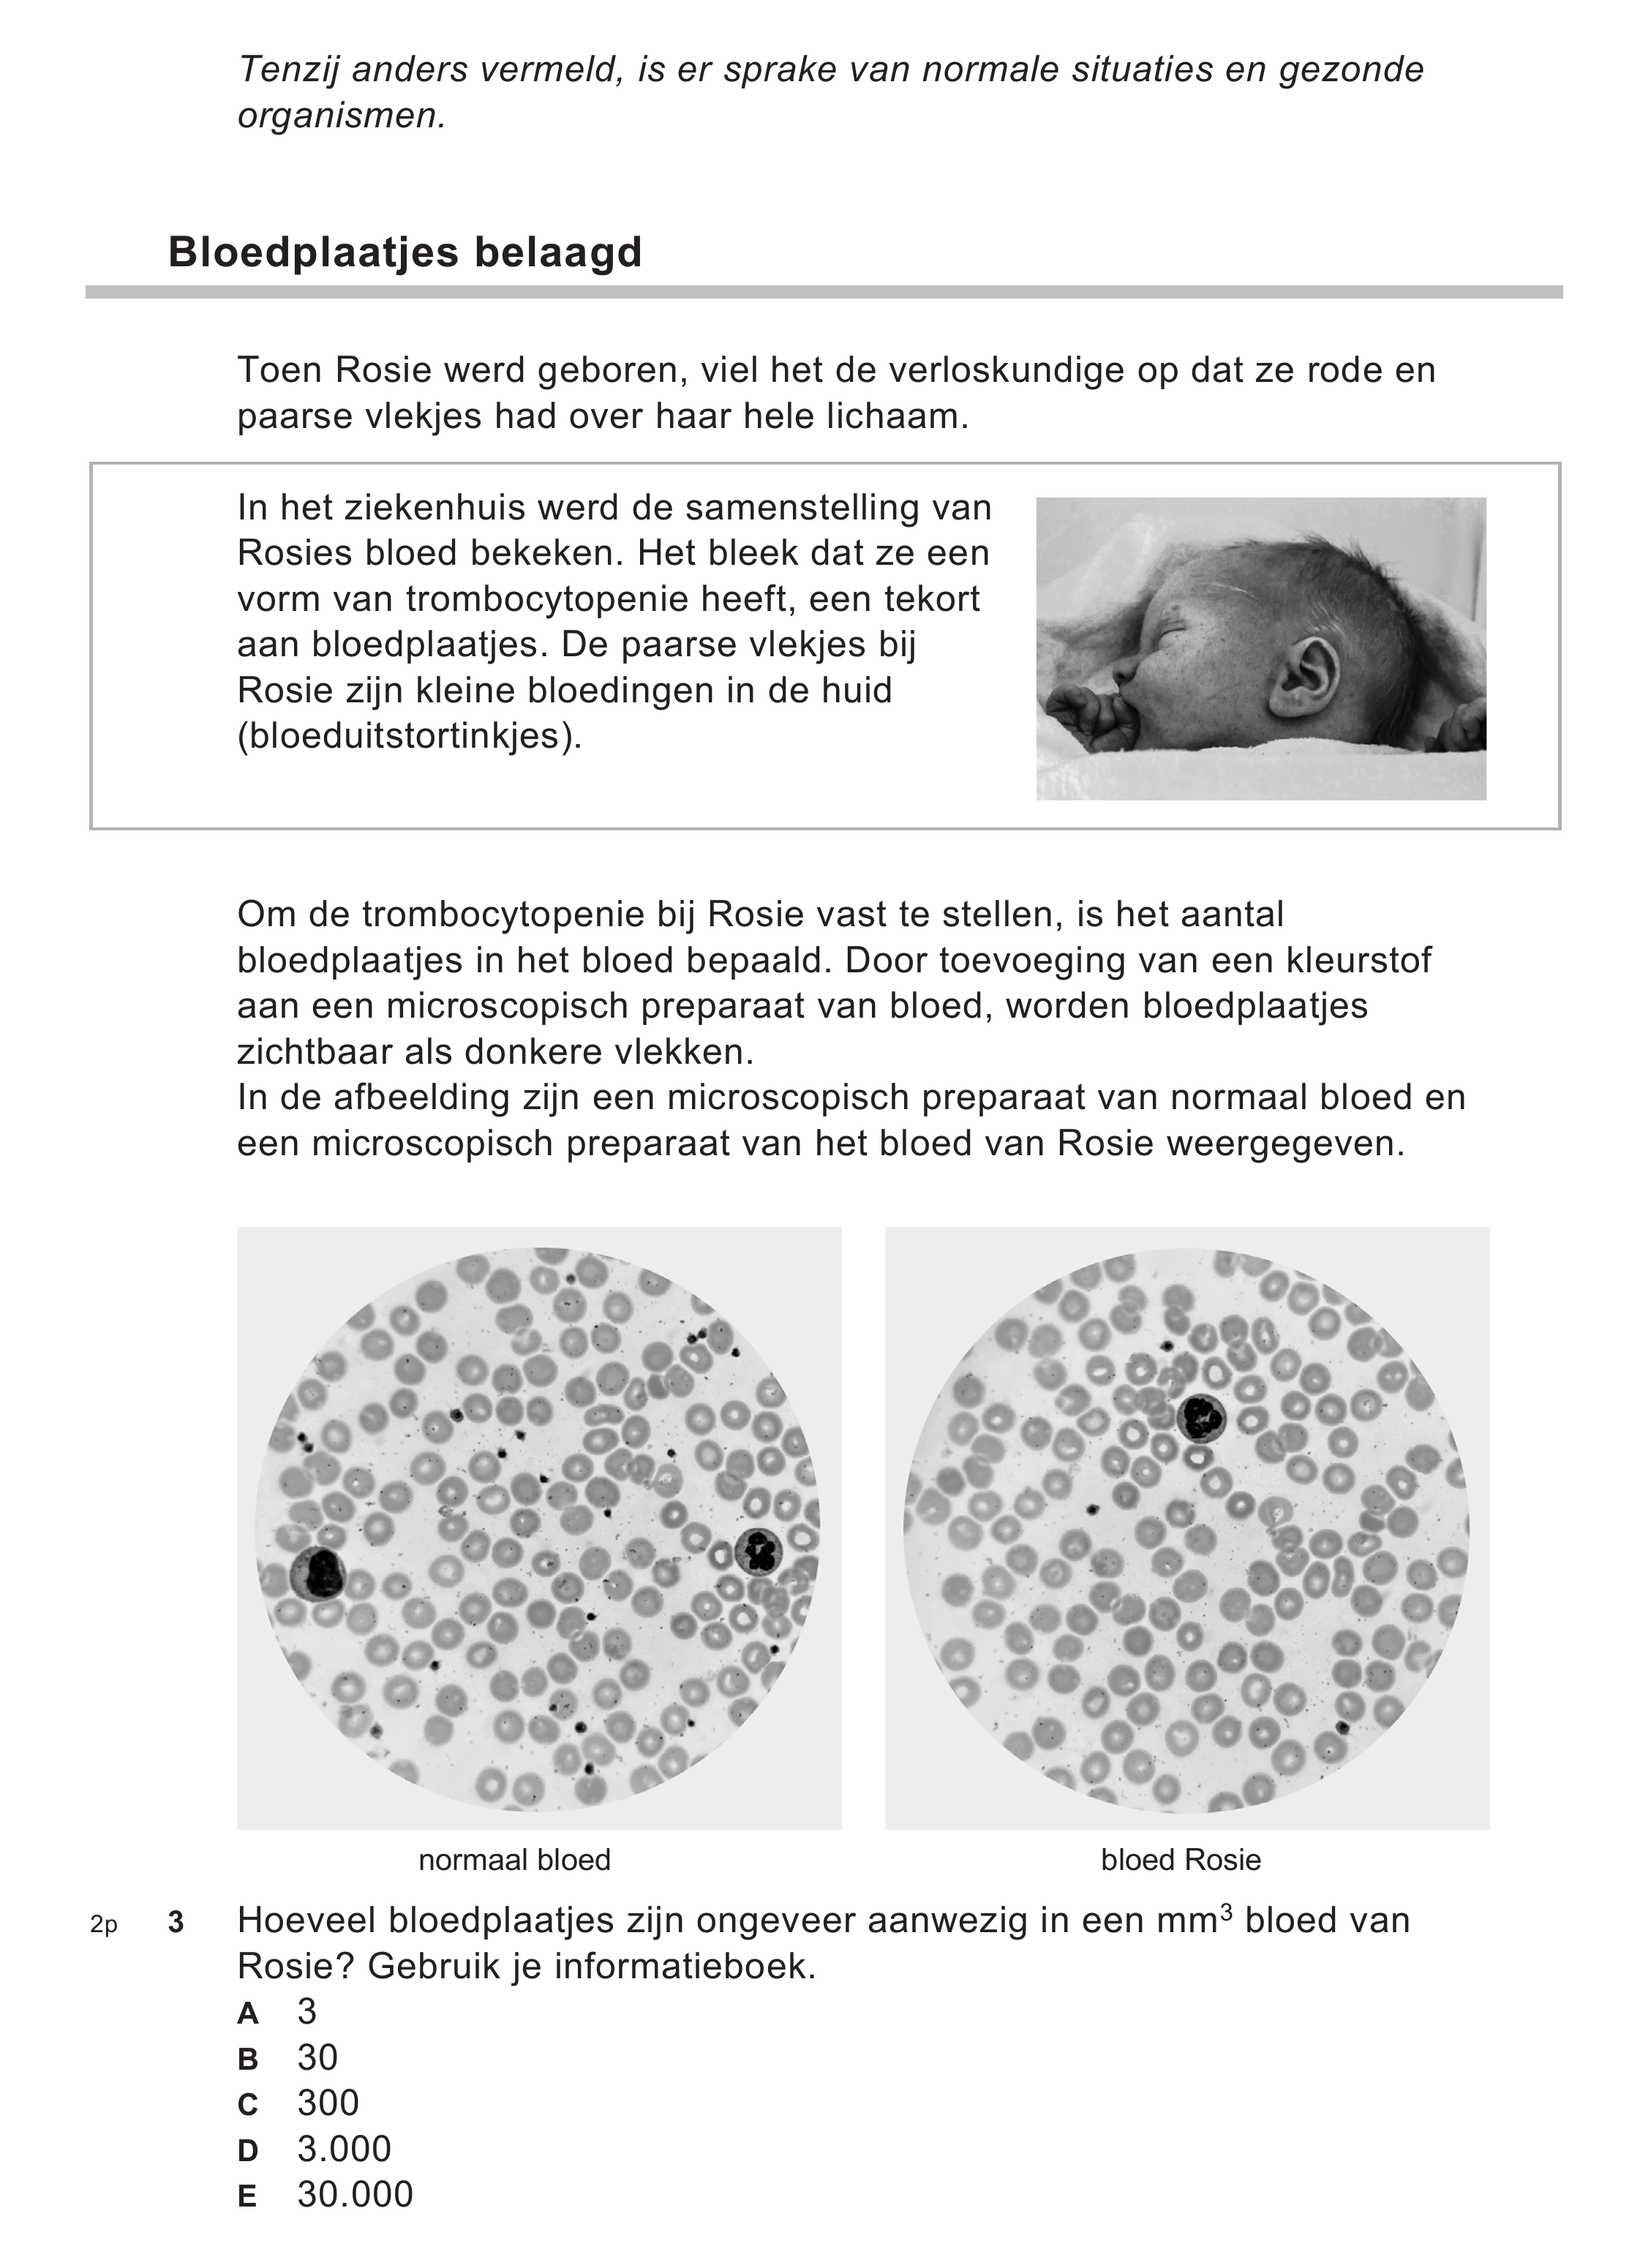 Tenzij anders vermeld, is er sprake van normale situaties en gezonde
organismen.
Bloedplaatjes belaagd
Toen Rosie werd geboren, viel het de verloskundige op dat ze rode en
paarse vlekjes had over haar hele lichaam.
In het ziekenhuis werd de samenstelling van
Rosies bloed bekeken. Het bleek dat ze een
vorm van trombocytopenie heeft, een tekort
aan bloedplaatjes. De paarse vlekjes bij
Rosie zijn kleine bloedingen in de huid
(bloeduitstortinkjes).
Om de trombocytopenie bij Rosie vast te stellen, is het aantal
bloedplaatjes in het bloed bepaald. Door toevoeging van een kleurstof
aan een microscopisch preparaat van bloed, worden bloedplaatjes
zichtbaar als donkere vlekken.
In de afbeelding zijn een microscopisch preparaat van normaal bloed en
een microscopisch preparaat van het bloed van Rosie weergegeven.
normaal bloed
bloed Rosie
2p 3 Hoeveel bloedplaatjes zijn ongeveer aanwezig in een mm³ bloed van
Rosie? Gebruik je informatieboek.
A 3
B 30
C 300
D 3.000
E 30.000